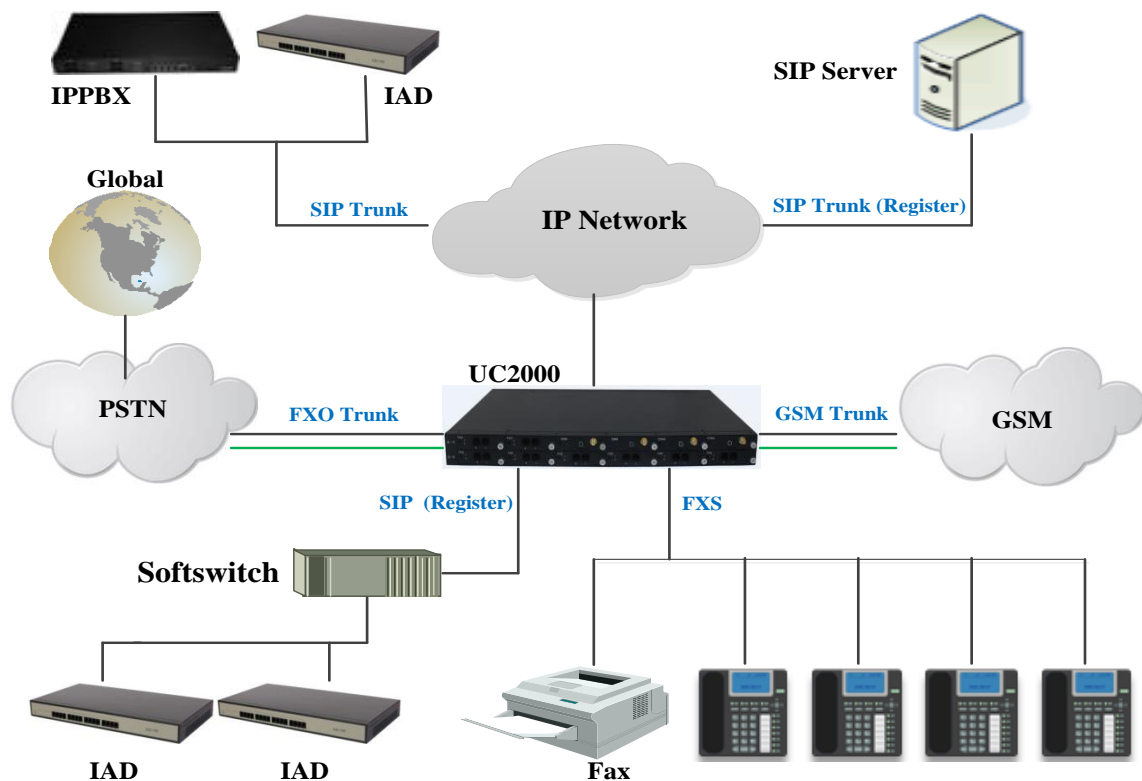 IPPBX
IAD
SIP Server
Global
SIP Trunk
IP Network
SIP Trunk (Register)
UC2000
PSTN
FXO Trunk
GSM Trunk
GSM
SIP (Register)
FXS
Softswitch
IAD
IAD
Fax